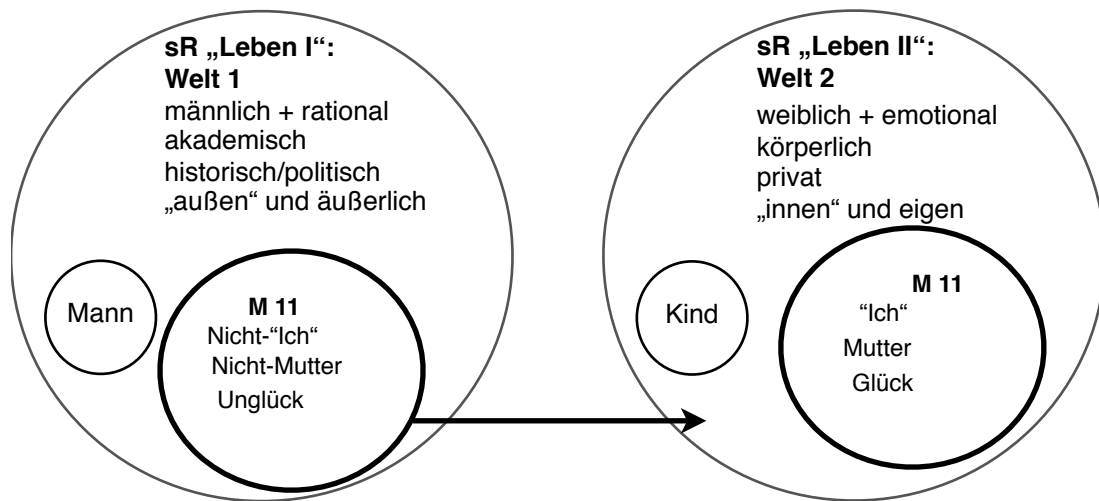 sR „Leben I“:
Welt 1
männlich + rational
akademisch
historisch/politisch
„außen“ und äußerlich
Mann
M 11
Nicht-“Ich“
Nicht-Mutter
Unglück
sR „Leben II“:
Welt 2
weiblich + emotional
körperlich
privat
„innen“ und eigen
Kind
M 11
“Ich“
Mutter
Glück